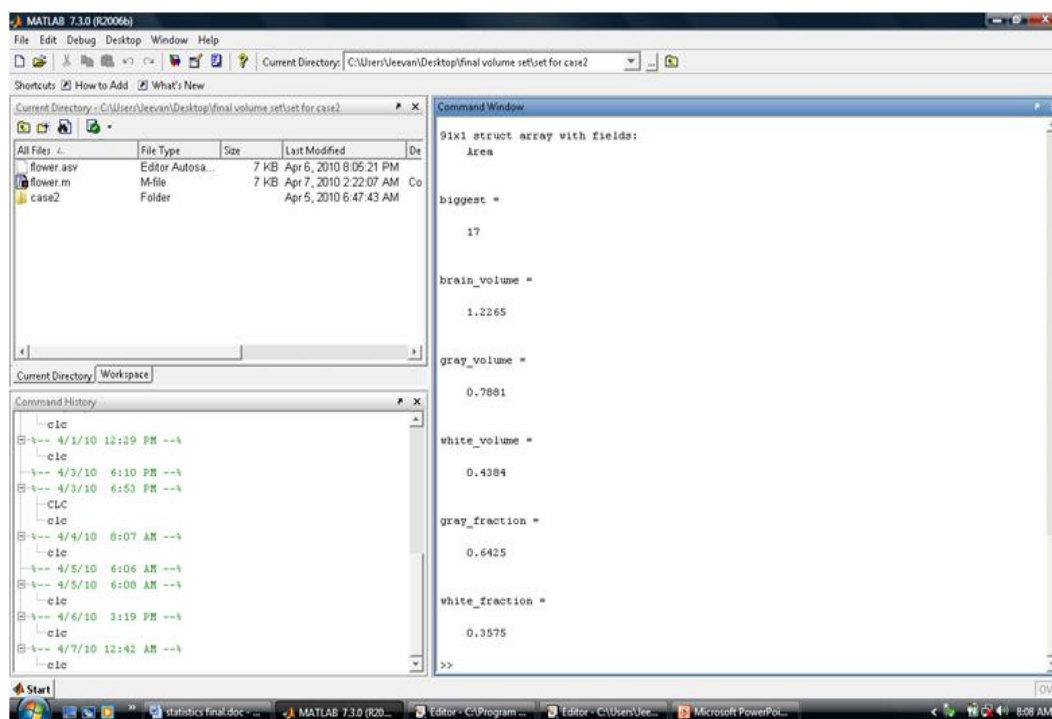 MATLAB 7.3.0 (R2006b)
File Edit Debug Desktop Window Help
Current Directory: C:\Users\Jeevan\Desktop\final volume set\set for case2
Shortcuts How to Add What's New
Current Directory - C:\Users\Jeevan\Desktop\final volume set\set for case2
All Files File Type Size Last Modified De
flower.asv Editor Autosa... 7 KB Apr 6, 2010 8:05:21 PM
flower.m M-file 7 KB Apr 7, 2010 2:22:07 AM Co
case2 Folder Apr 5, 2010 6:47:43 AM
Current Directory Workspace
Command History
clc
%-- 4/1/10 12:29 PM --%
clc
%-- 4/3/10 6:10 PM --%
%-- 4/3/10 6:53 PM --%
CLC
clc
%-- 4/4/10 8:07 AM --%
clc
%-- 4/5/10 6:06 AM --%
%-- 4/5/10 6:08 AM --%
clc
%-- 4/6/10 3:19 PM --%
clc
%-- 4/7/10 12:42 AM --%
clc
Command Window
91x1 struct array with fields:
Area
biggest =
17
brain_volume =
1.2265
gray_volume =
0.7881
white_volume =
0.4384
gray_fraction =
0.6425
white_fraction =
0.3575
>>
Start
OV
statistics final.doc - ... MATLAB 7.3.0 (R20... Editor - C:\Program ... Editor - C:\Users\Jee... Microsoft PowerPoi... 8:08 AM